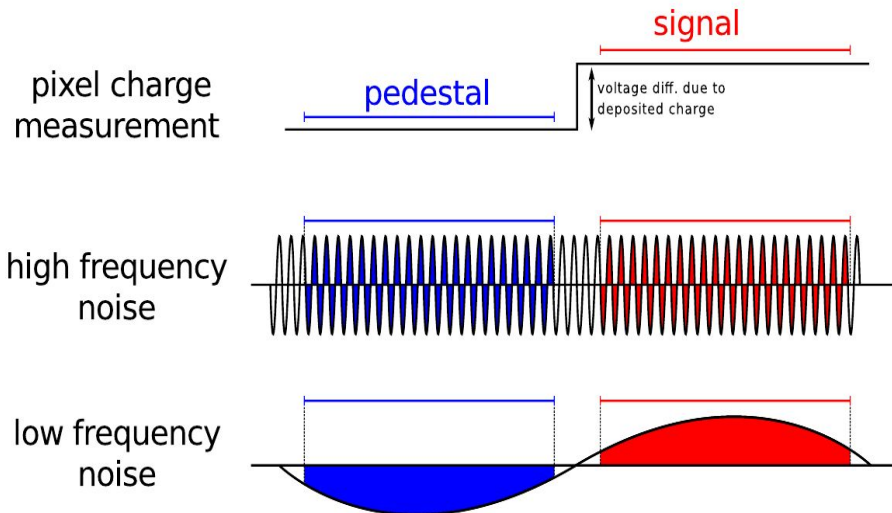 signal
pixel charge
measurement
pedestal
voltage diff. due to
deposited charge
high frequency
noise
low frequency
noise